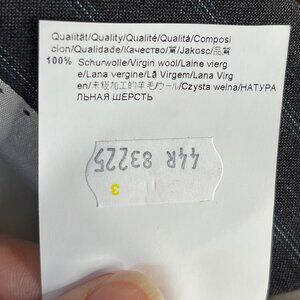 Qualität/Quality/Qualité/Qualità/Composi
cion/Qualidade/Качество/質/Jakosc/品質
100% Schurwolle/Virgin wool/Laine vierg
e/Lana vergine/Lã Virgem/Lana Virg
en/未經加工的羊毛/ウール/Czysta welna/НАТУРА
ЛЬНАЯ ШЕРСТЬ
44R 83225
3